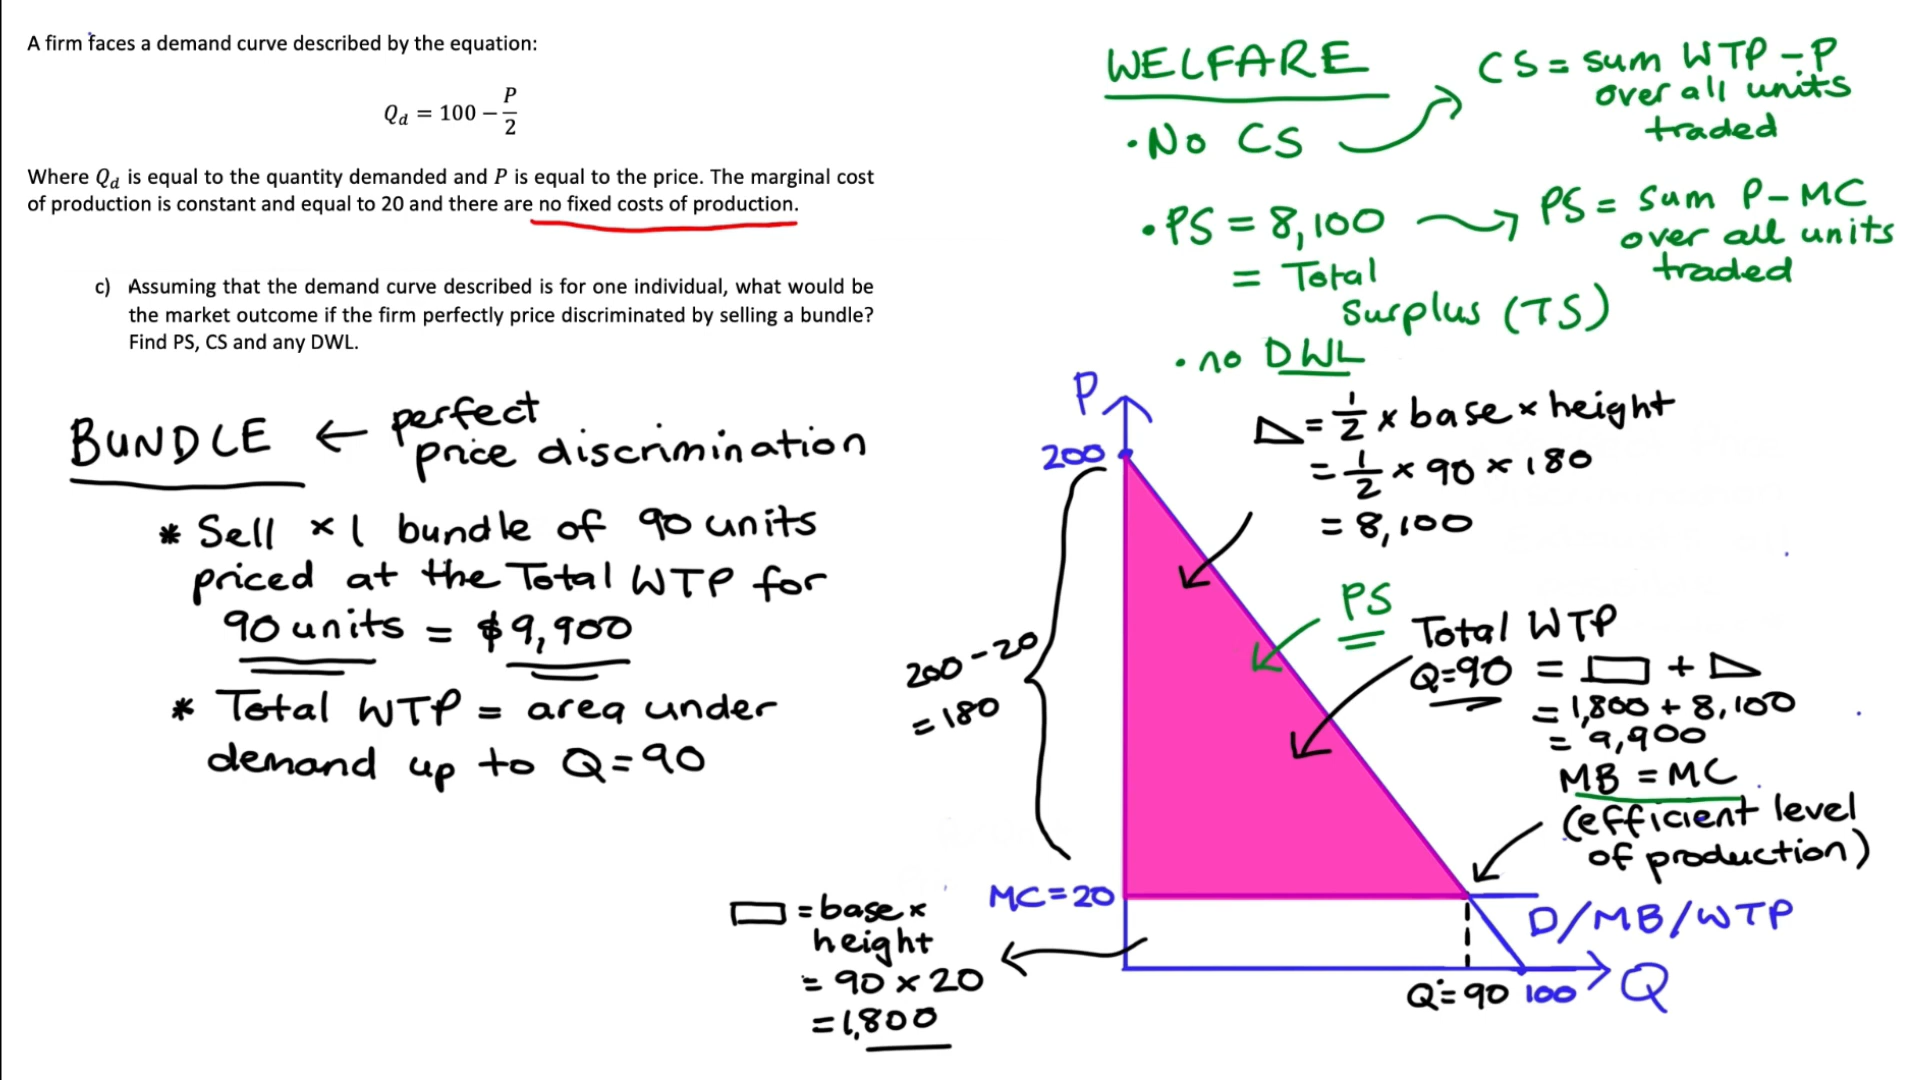 A firm faces a demand curve described by the equation:
Qd = 100 − P/2
Where Qd is equal to the quantity demanded and P is equal to the price. The marginal cost
of production is constant and equal to 20 and there are no fixed costs of production.
c) Assuming that the demand curve described is for one individual, what would be
the market outcome if the firm perfectly price discriminated by selling a bundle?
Find PS, CS and any DWL.
BUNDLE ← perfect
price discrimination
* Sell ×1 bundle of 90 units
priced at the Total WTP for
90 units = $9,900
* Total WTP = area under
demand up to Q=90
WELFARE
• No CS
CS = sum WTP − P
over all units
traded
• PS = 8,100
= Total
Surplus (TS)
PS = sum P − MC
over all units
traded
• no DWL
P
200
△ = 1/2 × base × height
= 1/2 × 90 × 180
= 8,100
PS
200 − 20
= 180
Total WTP
Q=90 = ▭ + △
= 1,800 + 8,100
= 9,900
MB = MC
(efficient level
of production)
MC = 20
D/MB/WTP
▭ = base ×
height
= 90 × 20
= 1,800
Q = 90
100
Q